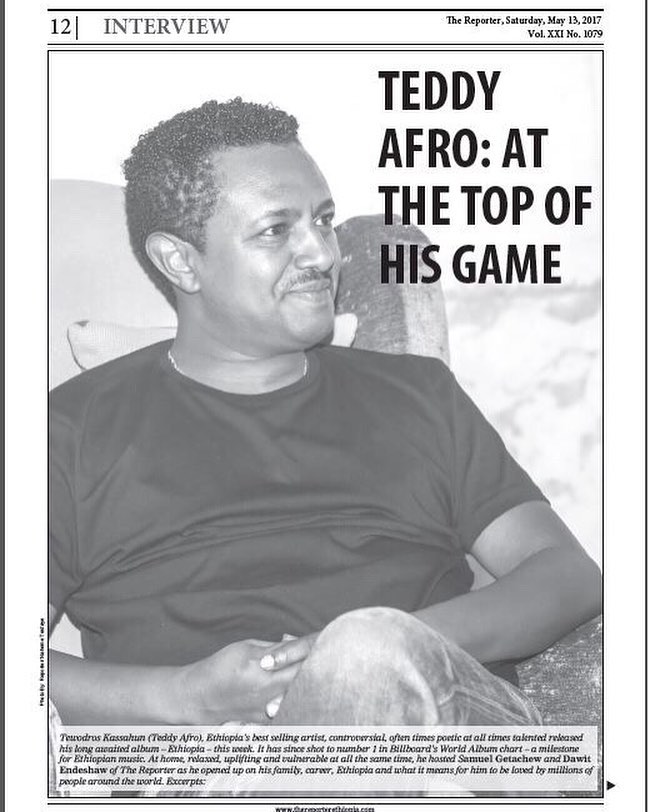 12| INTERVIEW
The Reporter, Saturday, May 13, 2017
Vol. XXI No. 1079
TEDDY
AFRO: AT
THE TOP OF
HIS GAME
Photo By: Reporter/
Tewodros Kassahun (Teddy Afro), Ethiopia's best selling artist, controversial, often times poetic at all times talented released
his long awaited album – Ethiopia – this week. It has since shot to number 1 in Billboard's World Album chart – a milestone
for Ethiopian music. At home, relaxed, uplifting and vulnerable at all the same time, he hosted Samuel Getachew and Dawit
Endeshaw of The Reporter as he opened up on his family, career, Ethiopia and what it means for him to be loved by millions of
people around the world. Excerpts:
www.thereporterethiopia.com